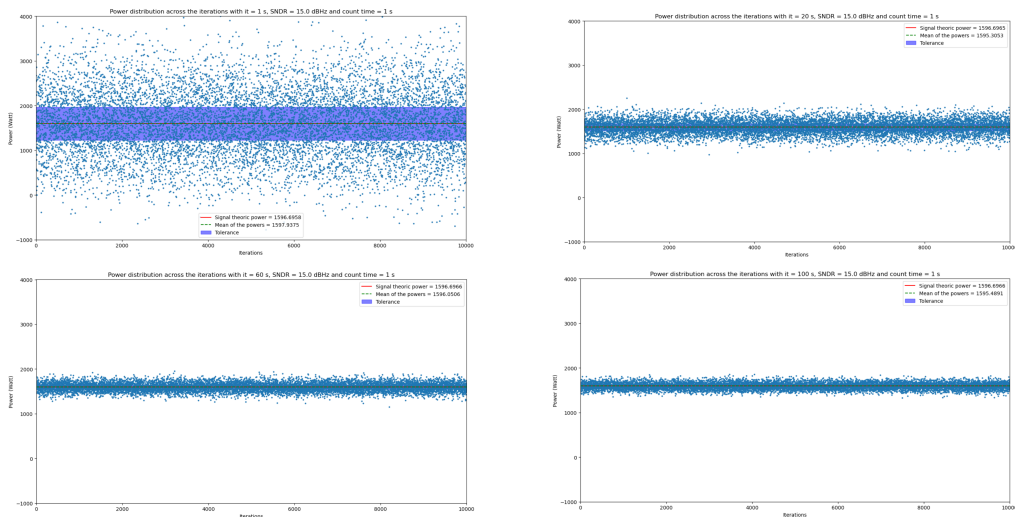 Power distribution across the iterations with it = 1 s, SNDR = 15.0 dBHz and count time = 1 s
Power (Watt)
4000
3000
2000
1000
0
−1000
0
2000
4000
6000
8000
10000
Iterations
Signal theoric power = 1596.6958
Mean of the powers = 1597.9375
Tolerance
Power distribution across the iterations with it = 20 s, SNDR = 15.0 dBHz and count time = 1 s
Power (Watt)
4000
3000
2000
1000
0
−1000
0
2000
4000
6000
8000
10000
Iterations
Signal theoric power = 1596.6965
Mean of the powers = 1595.3053
Tolerance
Power distribution across the iterations with it = 60 s, SNDR = 15.0 dBHz and count time = 1 s
Power (Watt)
4000
3000
2000
1000
0
−1000
0
2000
4000
6000
8000
10000
Iterations
Signal theoric power = 1596.6966
Mean of the powers = 1596.0506
Tolerance
Power distribution across the iterations with it = 100 s, SNDR = 15.0 dBHz and count time = 1 s
Power (Watt)
4000
3000
2000
1000
0
−1000
0
2000
4000
6000
8000
10000
Iterations
Signal theoric power = 1596.6966
Mean of the powers = 1595.4891
Tolerance